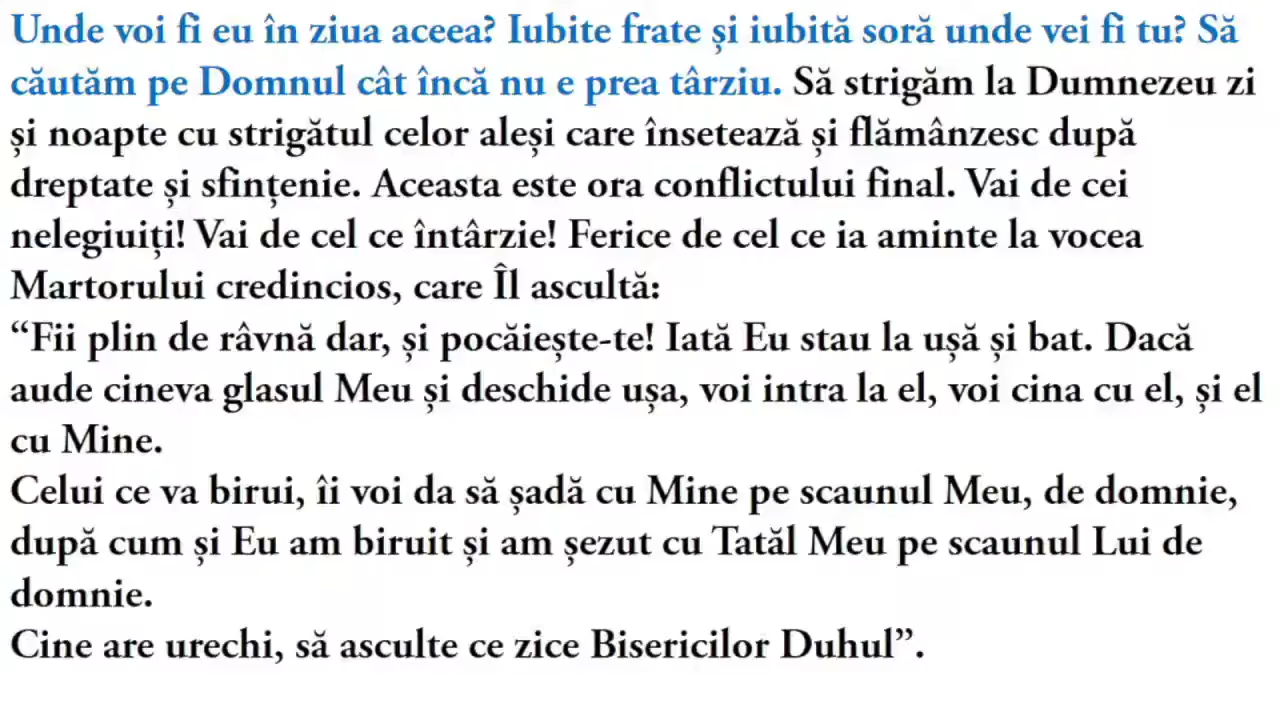 Unde voi fi eu în ziua aceea? Iubite frate și iubită soră unde vei fi tu? Să
căutăm pe Domnul cât încă nu e prea târziu. Să strigăm la Dumnezeu zi
și noapte cu strigătul celor aleși care însetează și flămânzesc după
dreptate și sfințenie. Aceasta este ora conflictului final. Vai de cei
nelegiuiți! Vai de cel ce întârzie! Ferice de cel ce ia aminte la vocea
Martorului credincios, care Îl ascultă:
“Fii plin de râvnă dar, și pocăiește-te! Iată Eu stau la ușă și bat. Dacă
aude cineva glasul Meu și deschide ușa, voi intra la el, voi cina cu el, și el
cu Mine.
Celui ce va birui, îi voi da să șadă cu Mine pe scaunul Meu, de domnie,
după cum și Eu am biruit și am șezut cu Tatăl Meu pe scaunul Lui de
domnie.
Cine are urechi, să asculte ce zice Bisericilor Duhul”.